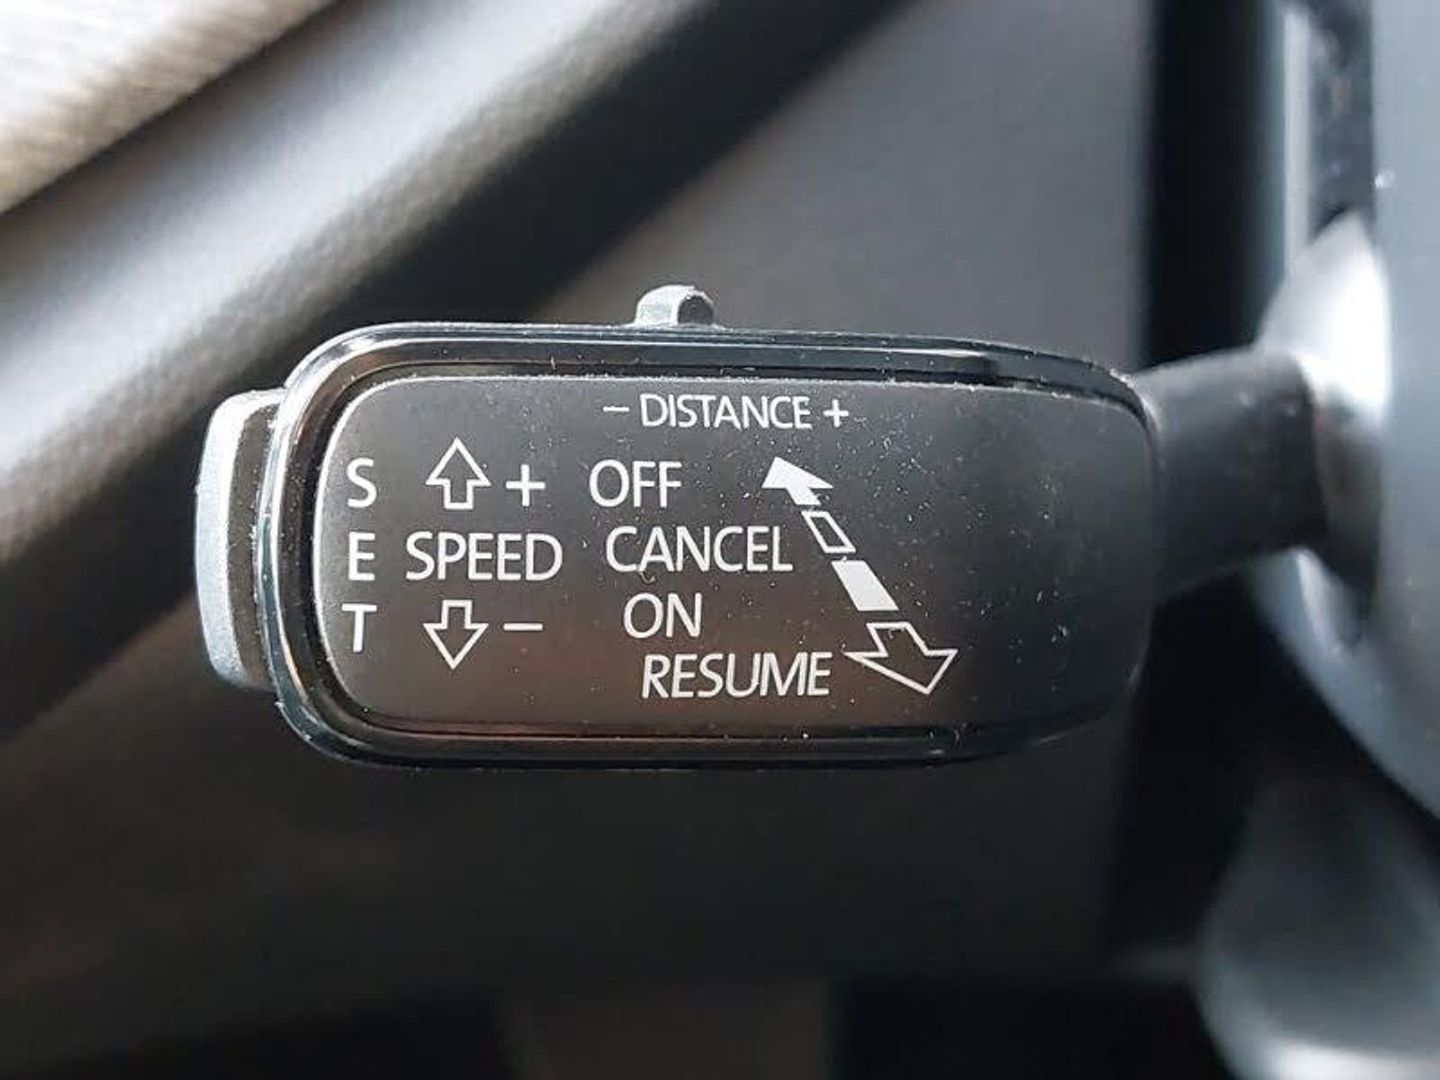 - DISTANCE +
S + OFF
E SPEED CANCEL
T - ON
RESUME